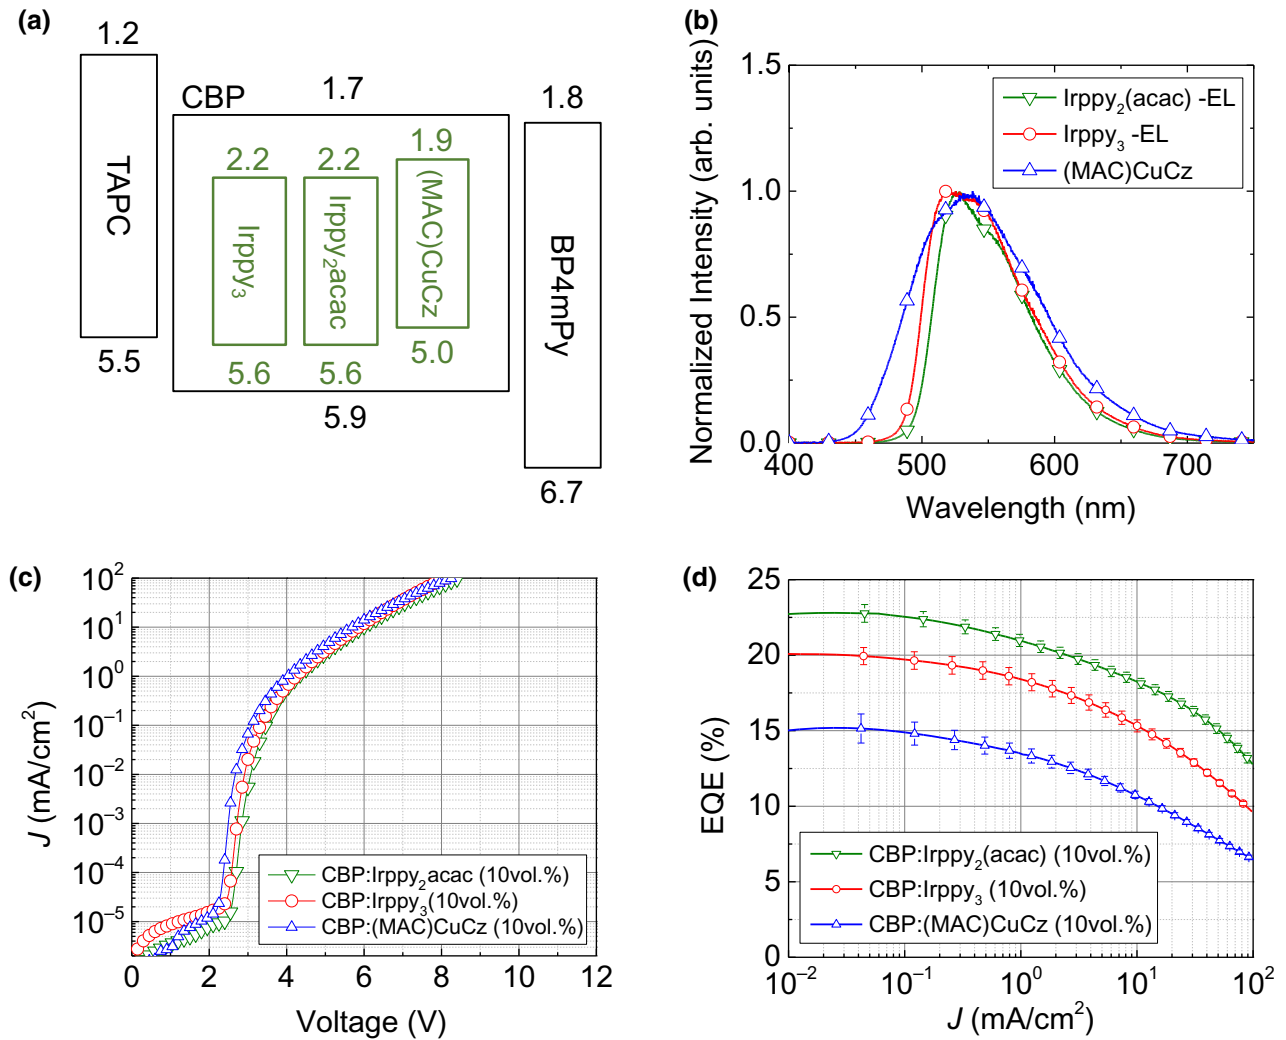 (a)
1.2
CBP
1.7
1.8
TAPC
2.2
2.2
1.9
Irppy3
Irppy2acac
(MAC)CuCz
BP4mPy
5.5
5.6
5.6
5.0
5.9
6.7
(b)
Normalized Intensity (arb. units)
1.5
1.0
0.5
0.0
400
500
600
700
Wavelength (nm)
Irppy2(acac) -EL
Irppy3 -EL
(MAC)CuCz
(c)
J (mA/cm2)
10^2
10^1
10^0
10^−1
10^−2
10^−3
10^−4
10^−5
0
2
4
6
8
10
12
Voltage (V)
CBP:Irppy2acac (10vol.%)
CBP:Irppy3(10vol.%)
CBP:(MAC)CuCz (10vol.%)
(d)
EQE (%)
25
20
15
10
5
0
10^−2
10^−1
10^0
10^1
10^2
J (mA/cm2)
CBP:Irppy2(acac) (10vol.%)
CBP:Irppy3 (10vol.%)
CBP:(MAC)CuCz (10vol.%)